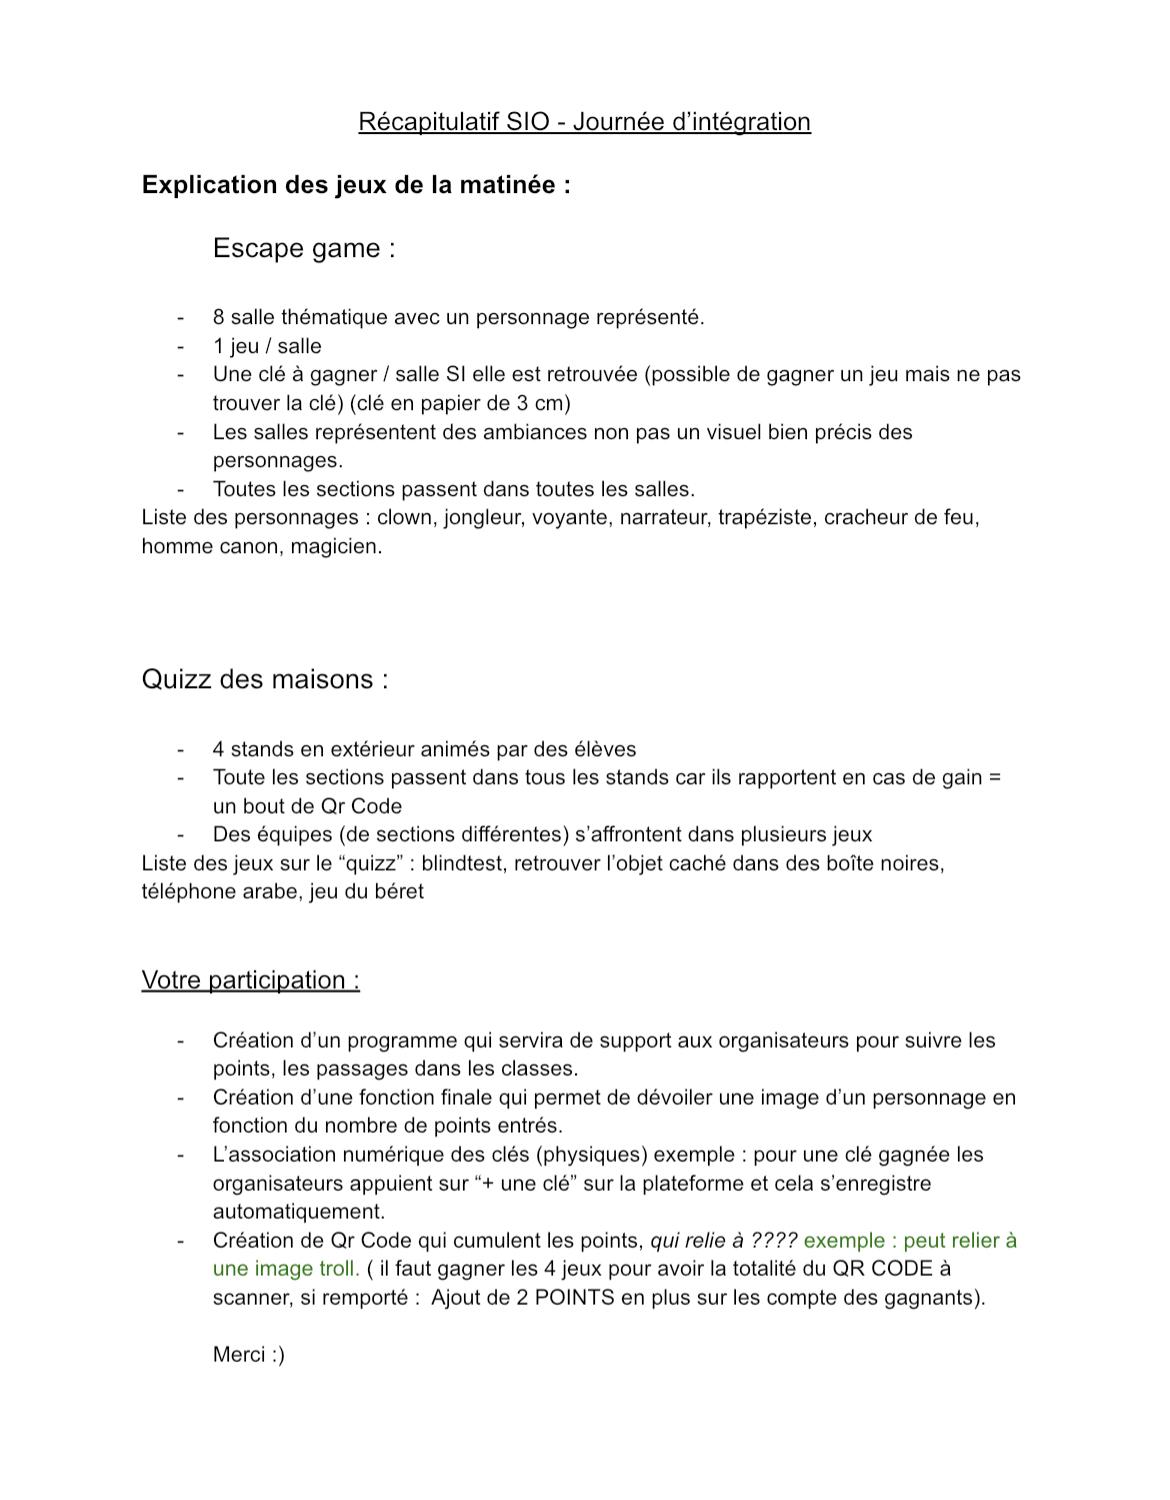 Récapitulatif SIO - Journée d’intégration
Explication des jeux de la matinée :
Escape game :
- 8 salle thématique avec un personnage représenté.
- 1 jeu / salle
- Une clé à gagner / salle SI elle est retrouvée (possible de gagner un jeu mais ne pas
trouver la clé) (clé en papier de 3 cm)
- Les salles représentent des ambiances non pas un visuel bien précis des
personnages.
- Toutes les sections passent dans toutes les salles.
Liste des personnages : clown, jongleur, voyante, narrateur, trapéziste, cracheur de feu,
homme canon, magicien.
Quizz des maisons :
- 4 stands en extérieur animés par des élèves
- Toute les sections passent dans tous les stands car ils rapportent en cas de gain =
un bout de Qr Code
- Des équipes (de sections différentes) s’affrontent dans plusieurs jeux
Liste des jeux sur le “quizz” : blindtest, retrouver l’objet caché dans des boîte noires,
téléphone arabe, jeu du béret
Votre participation :
- Création d’un programme qui servira de support aux organisateurs pour suivre les
points, les passages dans les classes.
- Création d’une fonction finale qui permet de dévoiler une image d’un personnage en
fonction du nombre de points entrés.
- L’association numérique des clés (physiques) exemple : pour une clé gagnée les
organisateurs appuient sur “+ une clé” sur la plateforme et cela s’enregistre
automatiquement.
- Création de Qr Code qui cumulent les points, qui relie à ???? exemple : peut relier à
une image troll. ( il faut gagner les 4 jeux pour avoir la totalité du QR CODE à
scanner, si remporté : Ajout de 2 POINTS en plus sur les compte des gagnants).
Merci :)